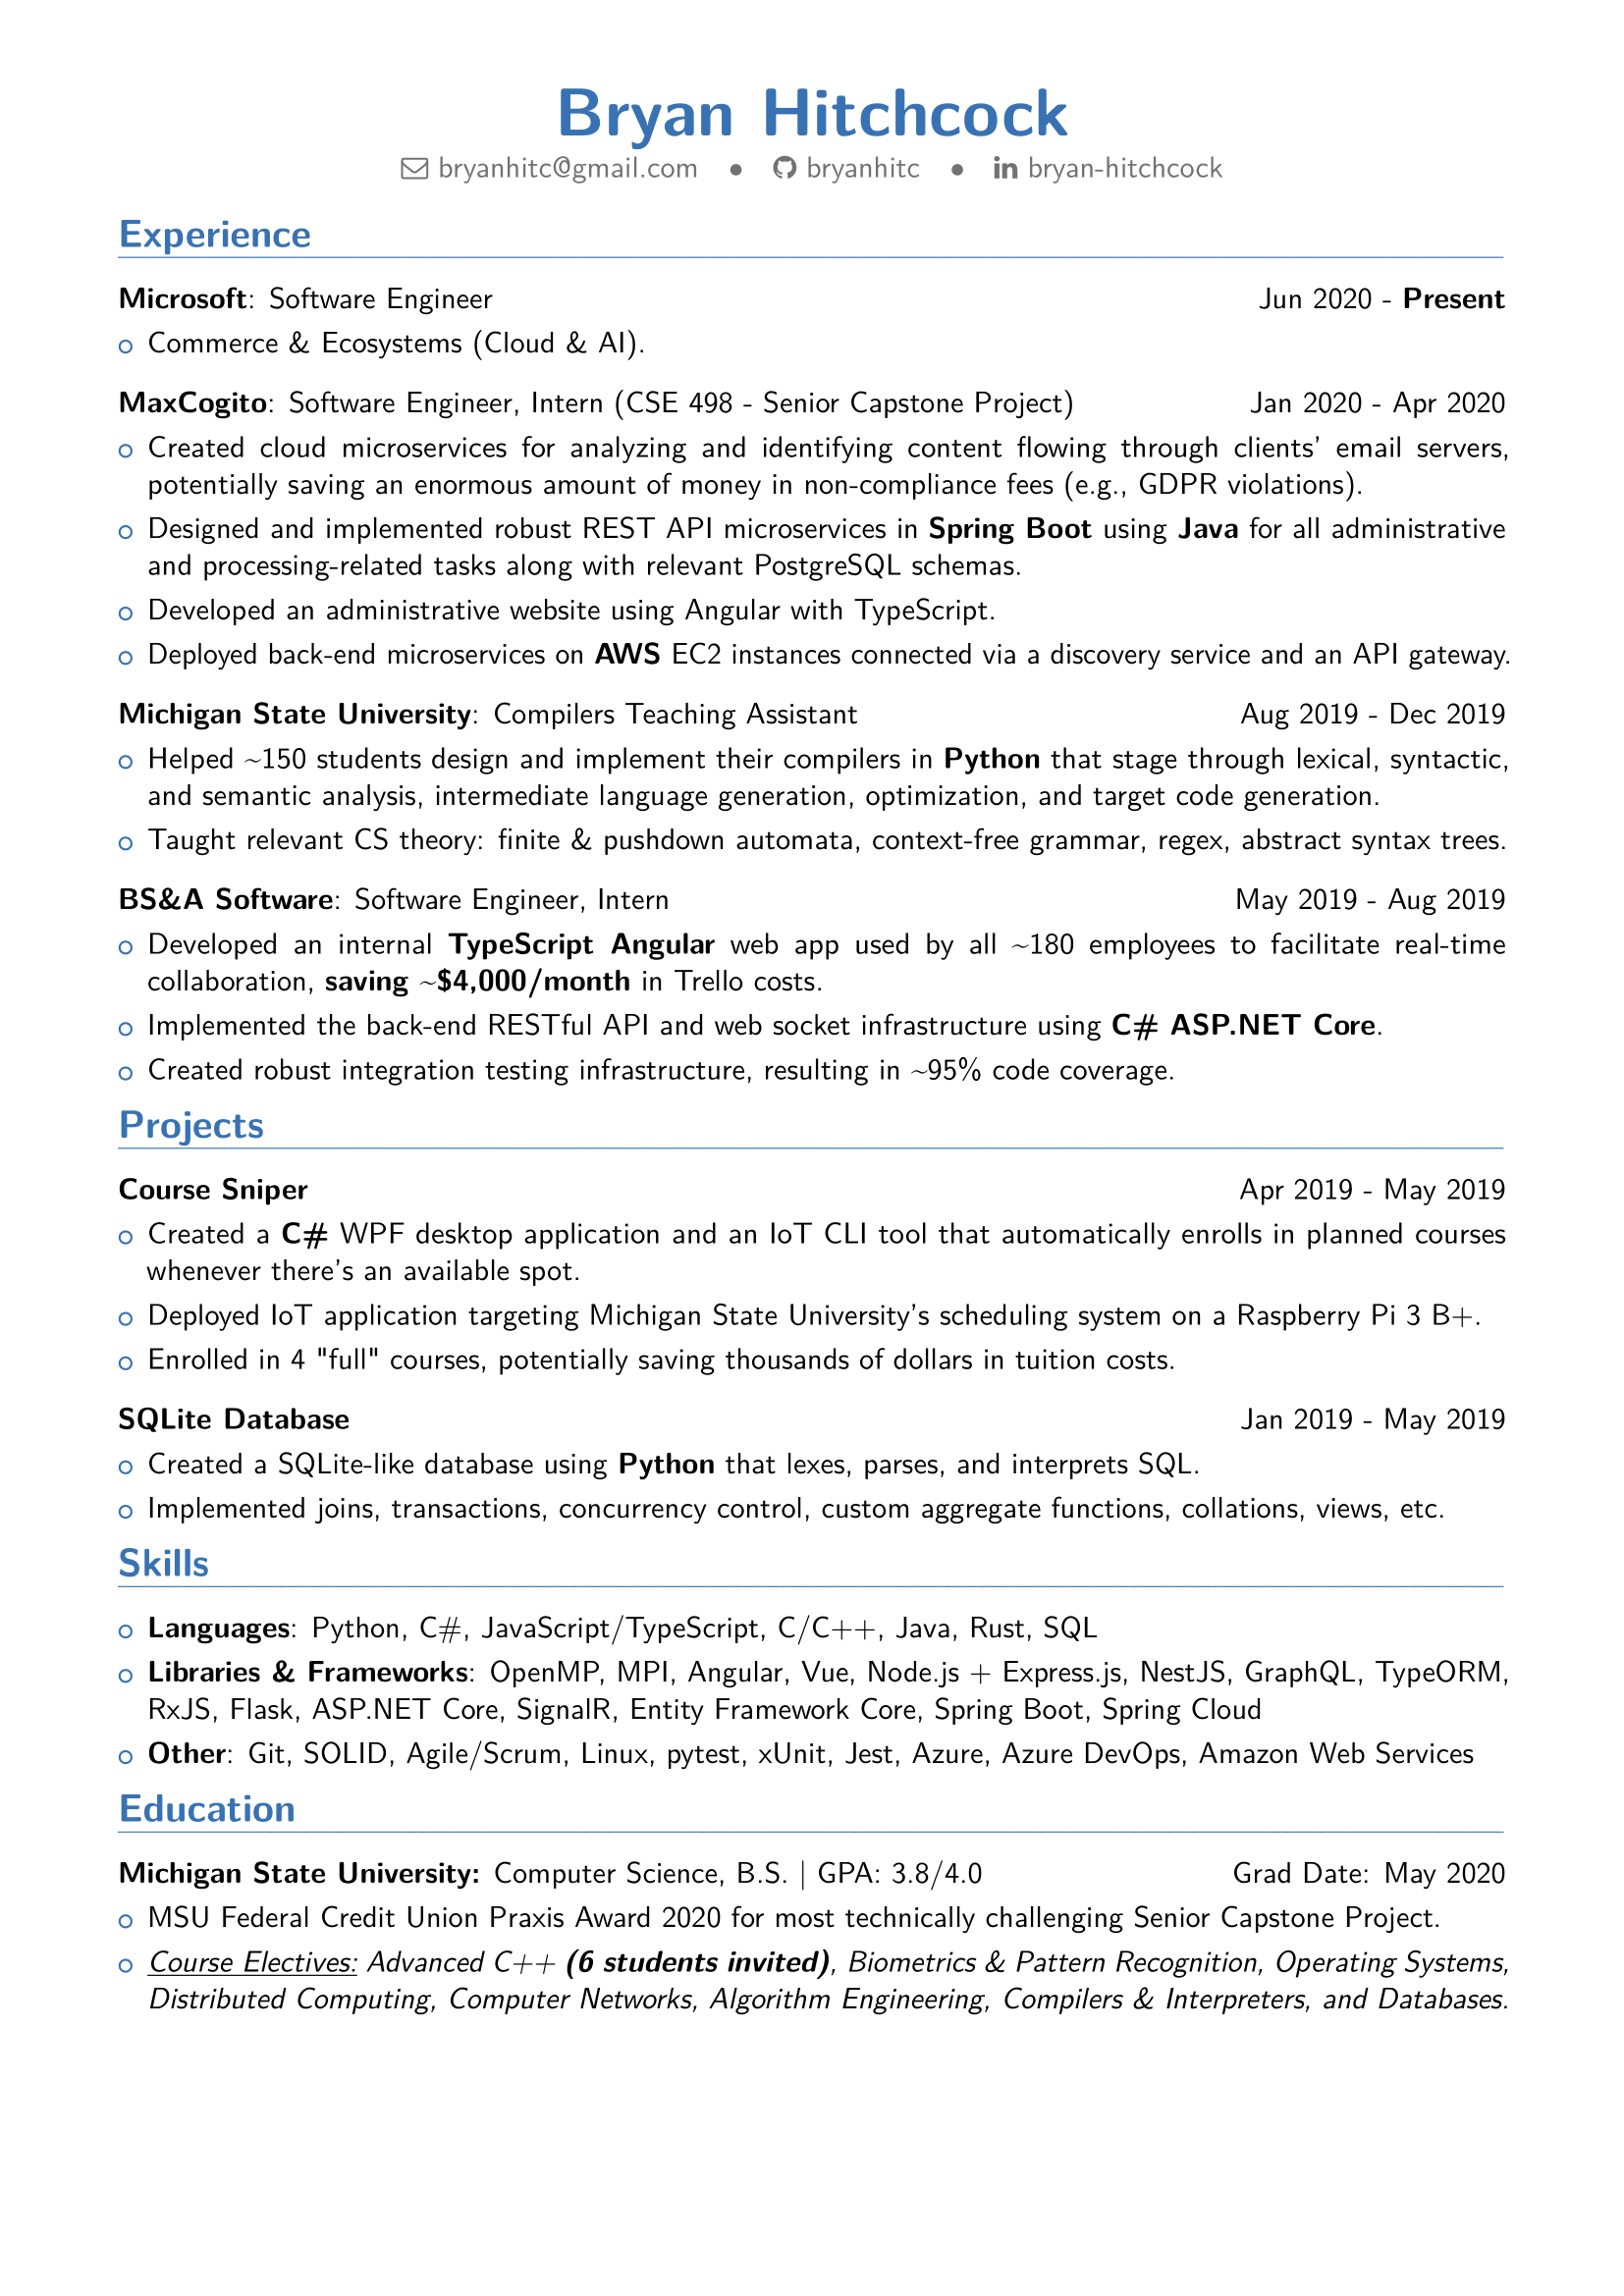 Bryan Hitchcock
bryanhitc@gmail.com • bryanhitc • bryan-hitchcock
Experience
Microsoft: Software Engineer Jun 2020 - Present
Commerce & Ecosystems (Cloud & AI).
MaxCogito: Software Engineer, Intern (CSE 498 - Senior Capstone Project) Jan 2020 - Apr 2020
Created cloud microservices for analyzing and identifying content flowing through clients' email servers,
potentially saving an enormous amount of money in non-compliance fees (e.g., GDPR violations).
Designed and implemented robust REST API microservices in Spring Boot using Java for all administrative
and processing-related tasks along with relevant PostgreSQL schemas.
Developed an administrative website using Angular with TypeScript.
Deployed back-end microservices on AWS EC2 instances connected via a discovery service and an API gateway.
Michigan State University: Compilers Teaching Assistant Aug 2019 - Dec 2019
Helped ~150 students design and implement their compilers in Python that stage through lexical, syntactic,
and semantic analysis, intermediate language generation, optimization, and target code generation.
Taught relevant CS theory: finite & pushdown automata, context-free grammar, regex, abstract syntax trees.
BS&A Software: Software Engineer, Intern May 2019 - Aug 2019
Developed an internal TypeScript Angular web app used by all ~180 employees to facilitate real-time
collaboration, saving ~$4,000/month in Trello costs.
Implemented the back-end RESTful API and web socket infrastructure using C# ASP.NET Core.
Created robust integration testing infrastructure, resulting in ~95% code coverage.
Projects
Course Sniper Apr 2019 - May 2019
Created a C# WPF desktop application and an IoT CLI tool that automatically enrolls in planned courses
whenever there's an available spot.
Deployed IoT application targeting Michigan State University's scheduling system on a Raspberry Pi 3 B+.
Enrolled in 4 "full" courses, potentially saving thousands of dollars in tuition costs.
SQLite Database Jan 2019 - May 2019
Created a SQLite-like database using Python that lexes, parses, and interprets SQL.
Implemented joins, transactions, concurrency control, custom aggregate functions, collations, views, etc.
Skills
Languages: Python, C#, JavaScript/TypeScript, C/C++, Java, Rust, SQL
Libraries & Frameworks: OpenMP, MPI, Angular, Vue, Node.js + Express.js, NestJS, GraphQL, TypeORM,
RxJS, Flask, ASP.NET Core, SignalR, Entity Framework Core, Spring Boot, Spring Cloud
Other: Git, SOLID, Agile/Scrum, Linux, pytest, xUnit, Jest, Azure, Azure DevOps, Amazon Web Services
Education
Michigan State University: Computer Science, B.S. | GPA: 3.8/4.0 Grad Date: May 2020
MSU Federal Credit Union Praxis Award 2020 for most technically challenging Senior Capstone Project.
Course Electives: Advanced C++ (6 students invited), Biometrics & Pattern Recognition, Operating Systems,
Distributed Computing, Computer Networks, Algorithm Engineering, Compilers & Interpreters, and Databases.